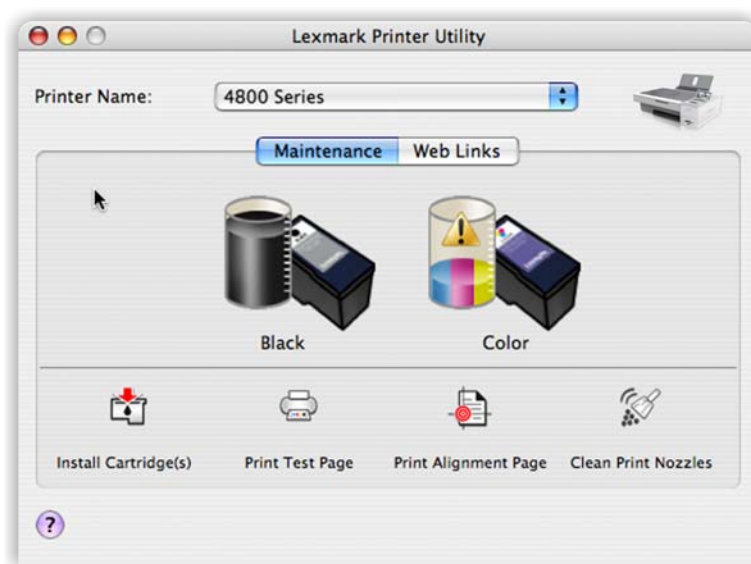 Lexmark Printer Utility
Printer Name:
4800 Series
Maintenance
Web Links
Black
Color
Install Cartridge(s)
Print Test Page
Print Alignment Page
Clean Print Nozzles
?